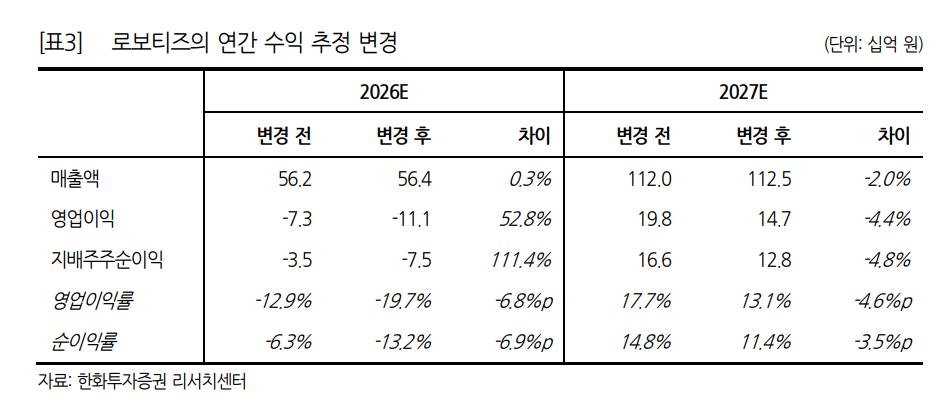 [표3] 로보티즈의 연간 수익 추정 변경 (단위: 십억 원)
2026E 2027E
변경 전 변경 후 차이 변경 전 변경 후 차이
매출액 56.2 56.4 0.3% 112.0 112.5 -2.0%
영업이익 -7.3 -11.1 52.8% 19.8 14.7 -4.4%
지배주주순이익 -3.5 -7.5 111.4% 16.6 12.8 -4.8%
영업이익률 -12.9% -19.7% -6.8%p 17.7% 13.1% -4.6%p
순이익률 -6.3% -13.2% -6.9%p 14.8% 11.4% -3.5%p
자료: 한화투자증권 리서치센터